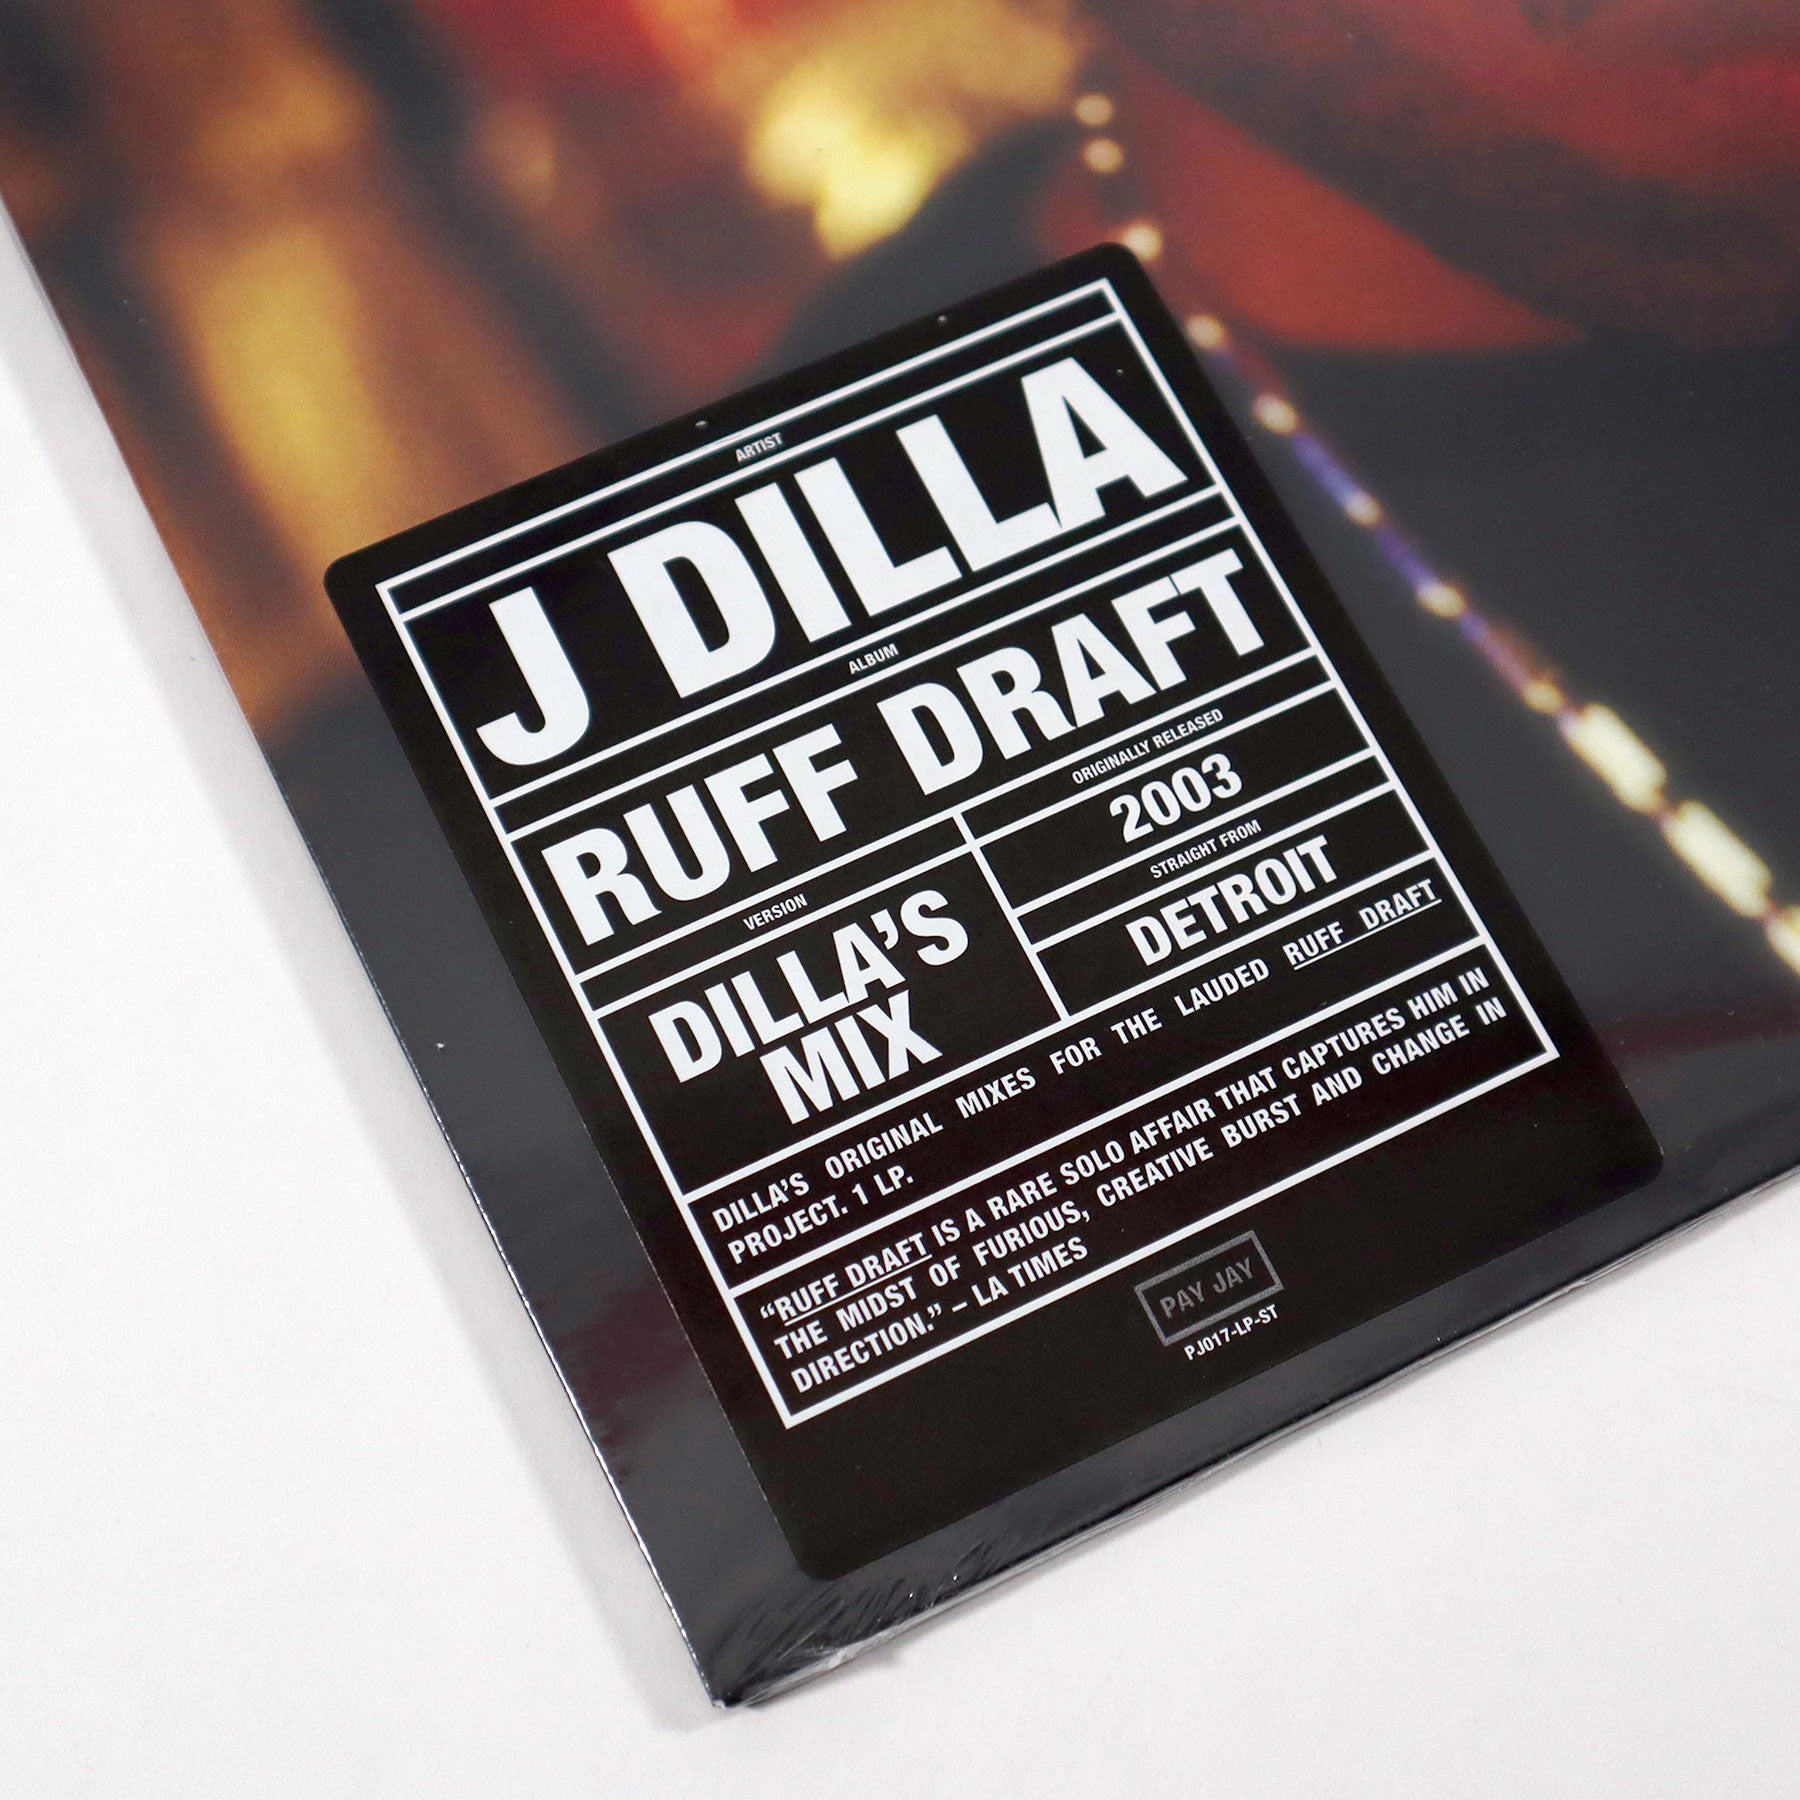 ARTIST
J DILLA
ALBUM
RUFF DRAFT
VERSION
DILLA'S
MIX
ORIGINALLY RELEASED
2003
STRAIGHT FROM
DETROIT
DILLA'S ORIGINAL MIXES FOR THE LAUDED RUFF DRAFT
PROJECT. 1 LP.
“RUFF DRAFT IS A RARE SOLO AFFAIR THAT CAPTURES HIM IN
THE MIDST OF FURIOUS, CREATIVE BURST AND CHANGE IN
DIRECTION.” – LA TIMES
PAY JAY
PJ017-LP-ST